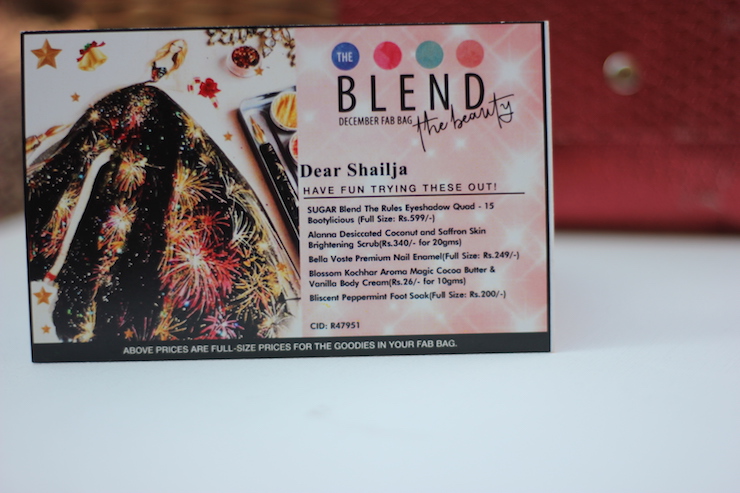 THE
BLEND
DECEMBER FAB BAG
the beauty
Dear Shailja
HAVE FUN TRYING THESE OUT!
SUGAR Blend The Rules Eyeshadow Quad - 15
Bootylicious (Full Size: Rs.599/-)
Alanna Desiccated Coconut and Saffron Skin
Brightening Scrub(Rs.340/- for 20gms)
Bella Voste Premium Nail Enamel(Full Size: Rs.249/-)
Blossom Kochhar Aroma Magic Cocoa Butter &
Vanilla Body Cream(Rs.26/- for 10gms)
Bliscent Peppermint Foot Soak(Full Size: Rs.200/-)
CID: R47951
ABOVE PRICES ARE FULL-SIZE PRICES FOR THE GOODIES IN YOUR FAB BAG.